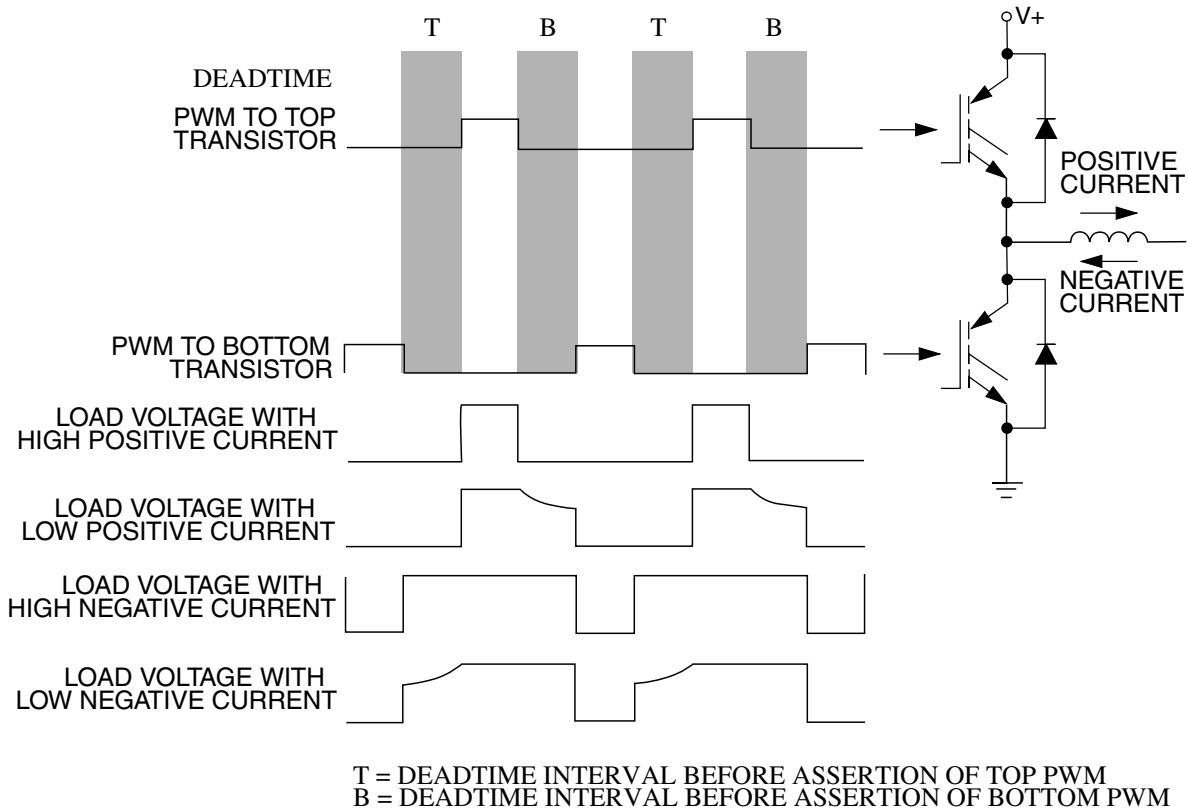 T B T B
V+
DEADTIME
PWM TO TOP
TRANSISTOR
POSITIVE
CURRENT
NEGATIVE
CURRENT
PWM TO BOTTOM
TRANSISTOR
LOAD VOLTAGE WITH
HIGH POSITIVE CURRENT
LOAD VOLTAGE WITH
LOW POSITIVE CURRENT
LOAD VOLTAGE WITH
HIGH NEGATIVE CURRENT
LOAD VOLTAGE WITH
LOW NEGATIVE CURRENT
T = DEADTIME INTERVAL BEFORE ASSERTION OF TOP PWM
B = DEADTIME INTERVAL BEFORE ASSERTION OF BOTTOM PWM